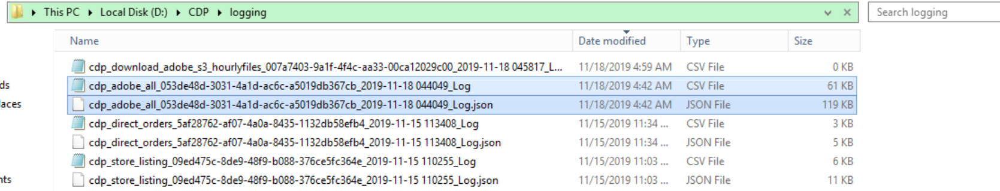 This PC Local Disk (D:) CDP logging Search logging
Name Date modified Type Size
cdp_download_adobe_s3_hourlyfiles_007a7403-9a1f-4f4c-aa33-00ca12029c00_2019-11-18 045817_L... 11/18/2019 4:59 AM CSV File 0 KB
ds cdp_adobe_all_053de48d-3031-4a1d-ac6c-a5019db367cb_2019-11-18 044049_Log 11/18/2019 4:42 AM CSV File 61 KB
laces cdp_adobe_all_053de48d-3031-4a1d-ac6c-a5019db367cb_2019-11-18 044049_Log.json 11/18/2019 4:42 AM JSON File 119 KB
cdp_direct_orders_5af28762-af07-4a0a-8435-1132db58efb4_2019-11-15 113408_Log 11/15/2019 11:34 ... CSV File 3 KB
cdp_direct_orders_5af28762-af07-4a0a-8435-1132db58efb4_2019-11-15 113408_Log.json 11/15/2019 11:34 ... JSON File 5 KB
cdp_store_listing_09ed475c-8de9-48f9-b088-376ce5fc364e_2019-11-15 110255_Log 11/15/2019 11:03 ... CSV File 6 KB
nts cdp_store_listing_09ed475c-8de9-48f9-b088-376ce5fc364e_2019-11-15 110255_Log.json 11/15/2019 11:03 ... JSON File 11 KB